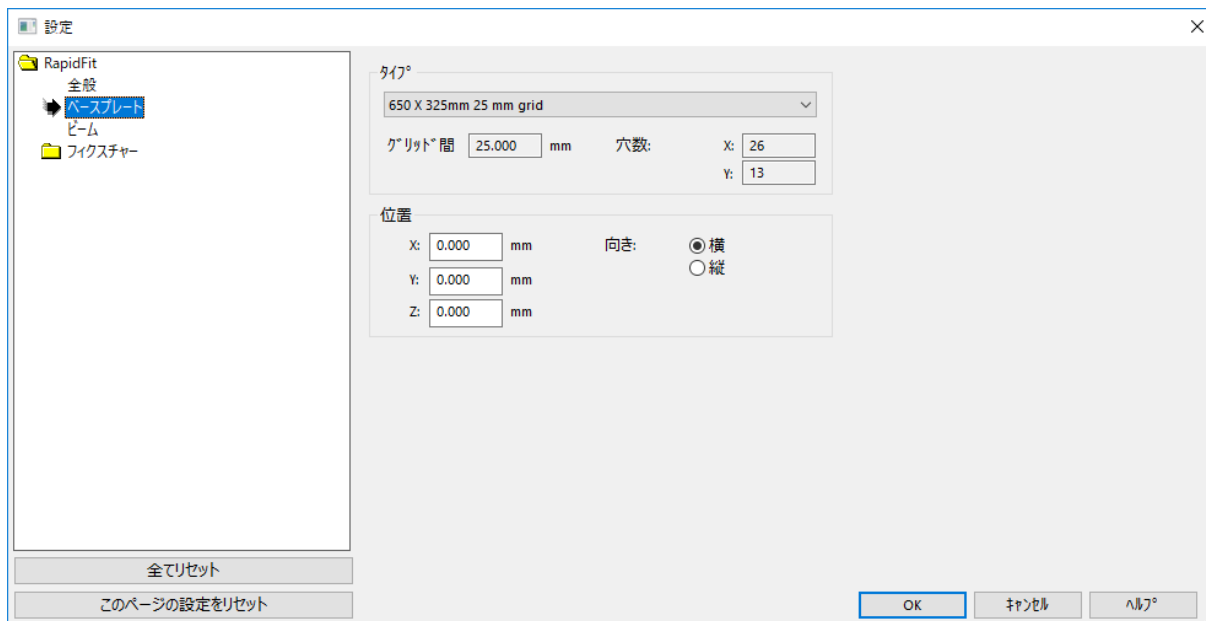 設定
RapidFit
全般
ベースプレート
ビーム
フィクスチャー
全てリセット
このページの設定をリセット
ﾀｲﾌﾟ
650 X 325mm 25 mm grid
ｸﾞﾘｯﾄﾞ間 25.000 mm 穴数: X: 26
Y: 13
位置
X: 0.000 mm 向き: 横
縦
Y: 0.000 mm
Z: 0.000 mm
OK ｷｬﾝｾﾙ ﾍﾙﾌﾟ